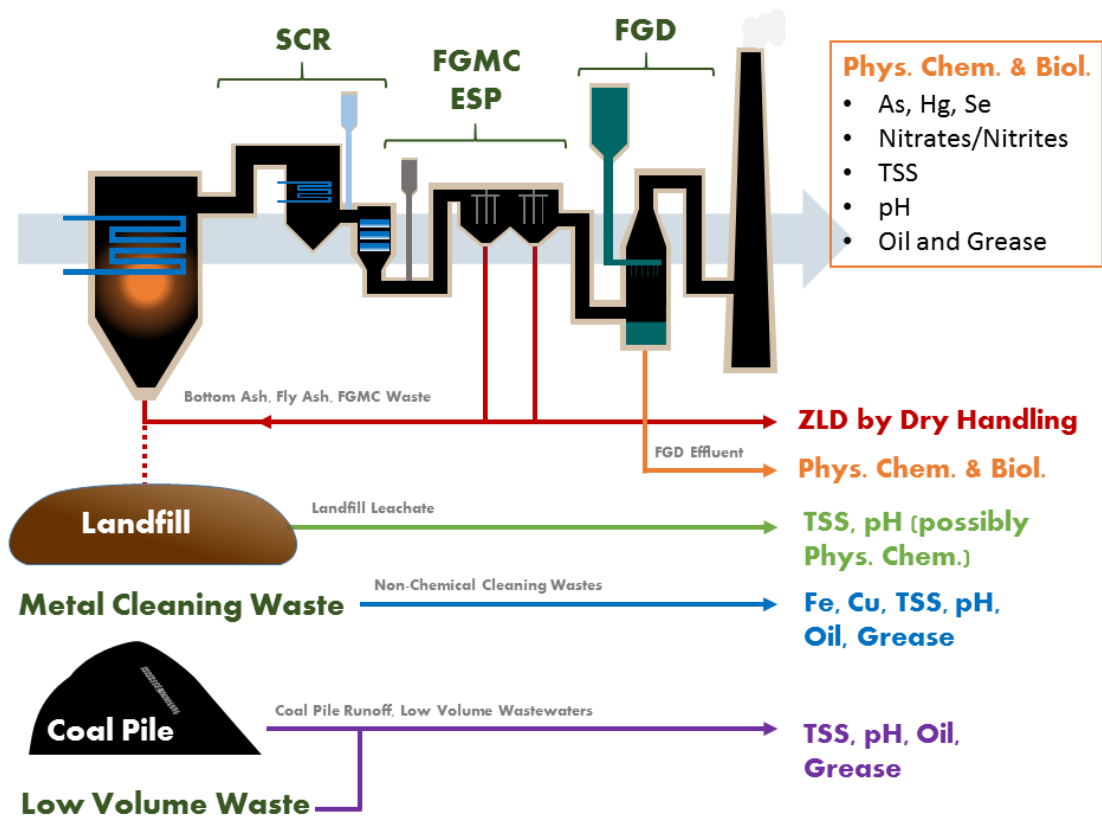 SCR
FGMC
ESP
FGD
Phys. Chem. & Biol.
• As, Hg, Se
• Nitrates/Nitrites
• TSS
• pH
• Oil and Grease
Bottom Ash, Fly Ash, FGMC Waste
ZLD by Dry Handling
FGD Effluent
Phys. Chem. & Biol.
Landfill
Landfill Leachate
TSS, pH (possibly
Phys. Chem.)
Metal Cleaning Waste
Non-Chemical Cleaning Wastes
Fe, Cu, TSS, pH,
Oil, Grease
Coal Pile
Coal Pile Runoff, Low Volume Wastewaters
TSS, pH, Oil,
Grease
Low Volume Waste